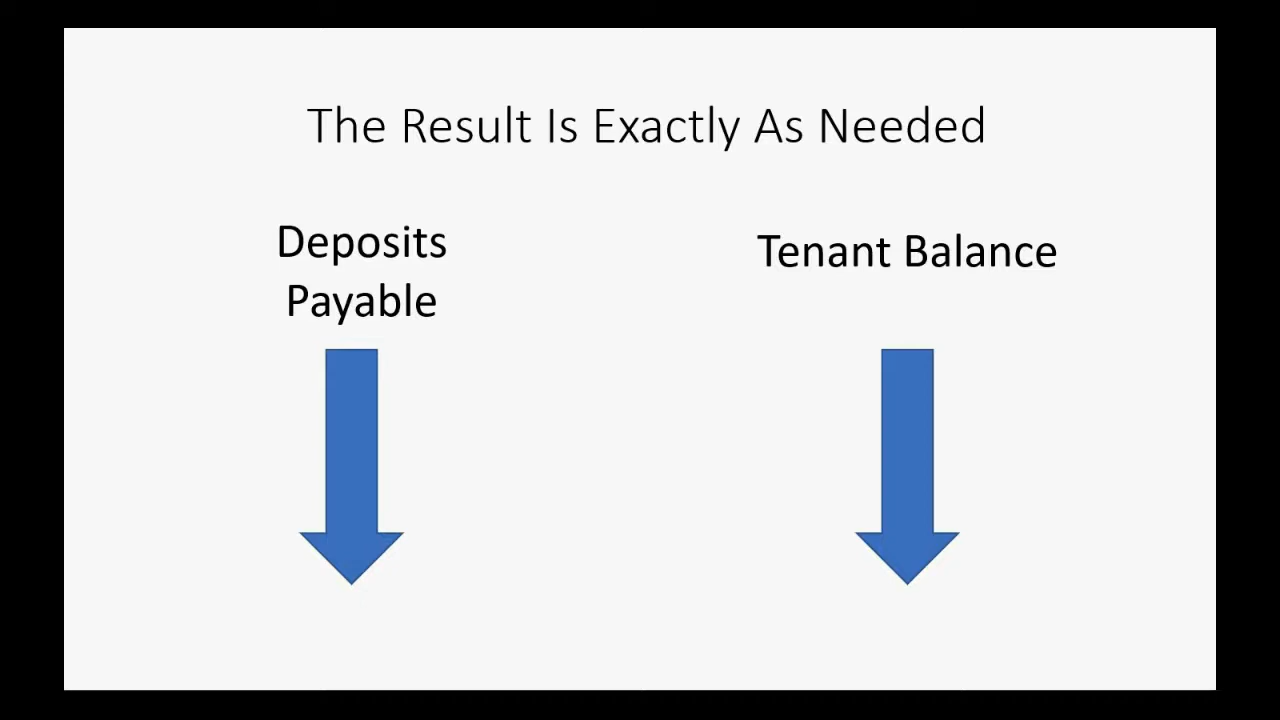 The Result Is Exactly As Needed
Deposits
Payable
Tenant Balance